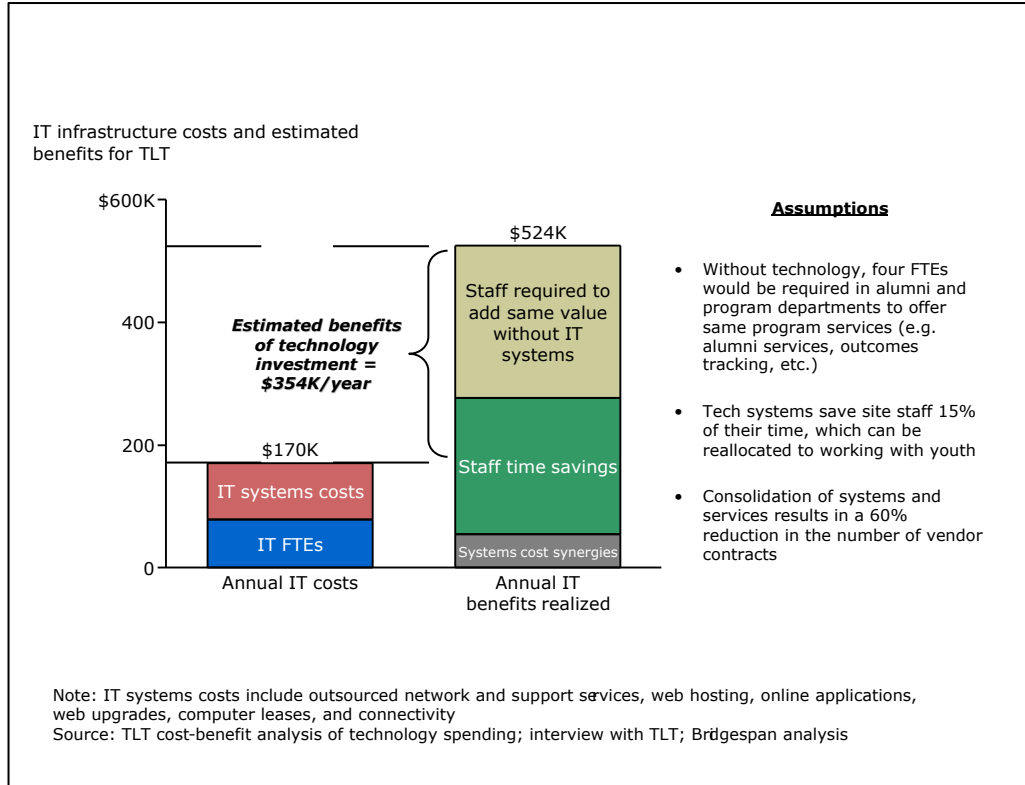 IT infrastructure costs and estimated
benefits for TLT
$600K
400
200
0
$170K
IT systems costs
IT FTEs
Annual IT costs
Estimated benefits
of technology
investment =
$354K/year
$524K
Staff required to
add same value
without IT
systems
Staff time savings
Systems cost synergies
Annual IT
benefits realized
Assumptions
• Without technology, four FTEs
would be required in alumni and
program departments to offer
same program services (e.g.
alumni services, outcomes
tracking, etc.)
• Tech systems save site staff 15%
of their time, which can be
reallocated to working with youth
• Consolidation of systems and
services results in a 60%
reduction in the number of vendor
contracts
Note: IT systems costs include outsourced network and support services, web hosting, online applications,
web upgrades, computer leases, and connectivity
Source: TLT cost-benefit analysis of technology spending; interview with TLT; Bridgespan analysis